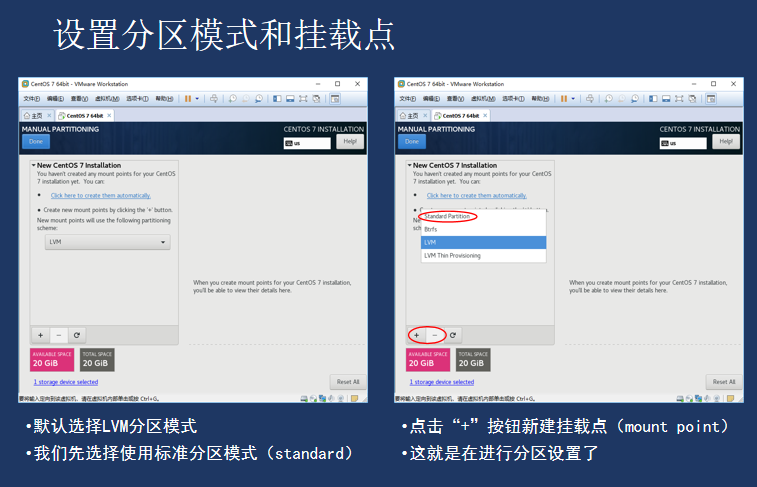 设置分区模式和挂载点
CentOS 7 64bit - VMware Workstation
文件(F) 编辑(E) 查看(V) 虚拟机(M) 选项卡(T) 帮助(H)
主页 CentOS 7 64bit
MANUAL PARTITIONING
CENTOS 7 INSTALLATION
Done
us
Help!
New CentOS 7 Installation
You haven't created any mount points for your CentOS
7 installation yet. You can:
Click here to create them automatically.
Create new mount points by clicking the '+' button.
New mount points will use the following partitioning
scheme:
LVM
When you create mount points for your CentOS 7 installation,
you'll be able to view their details here.
+ − 
AVAILABLE SPACE
20 GiB
TOTAL SPACE
20 GiB
1 storage device selected
Reset All
要将输入定向到该虚拟机，请在虚拟机内部单击或按 Ctrl+G。
•默认选择LVM分区模式
•我们先选择使用标准分区模式（standard）
CentOS 7 64bit - VMware Workstation
文件(F) 编辑(E) 查看(V) 虚拟机(M) 选项卡(T) 帮助(H)
主页 CentOS 7 64bit
MANUAL PARTITIONING
CENTOS 7 INSTALLATION
Done
us
Help!
New CentOS 7 Installation
You haven't created any mount points for your CentOS
7 installation yet. You can:
Click here to create them automatically.
Standard Partition
Btrfs
LVM
LVM Thin Provisioning
When you create mount points for your CentOS 7 installation,
you'll be able to view their details here.
+ −
AVAILABLE SPACE
20 GiB
TOTAL SPACE
20 GiB
1 storage device selected
Reset All
要将输入定向到该虚拟机，请在虚拟机内部单击或按 Ctrl+G。
•点击“+”按钮新建挂载点（mount point）
•这就是在进行分区设置了